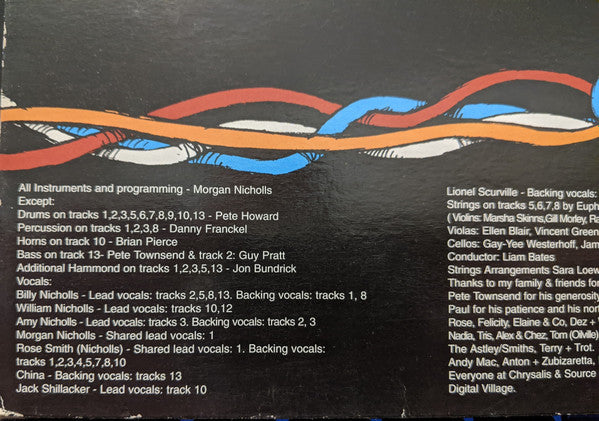 All Instruments and programming - Morgan Nicholls
Except:
Drums on tracks 1,2,3,5,6,7,8,9,10,13 - Pete Howard
Percussion on tracks 1,2,3,8 - Danny Franckel
Horns on track 10 - Brian Pierce
Bass on track 13- Pete Townsend & track 2: Guy Pratt
Additional Hammond on tracks 1,2,3,5,13 - Jon Bundrick
Vocals:
Billy Nicholls - Lead vocals: tracks 2,5,8,13. Backing vocals: tracks 1, 8
William Nicholls - Lead vocals: tracks 10,12
Amy Nicholls - Lead vocals: tracks 3. Backing vocals: tracks 2, 3
Morgan Nicholls - Shared lead vocals: 1
Rose Smith (Nicholls) - Shared lead vocals: 1. Backing vocals:
tracks 1,2,3,4,5,7,8,10
China - Backing vocals: tracks 13
Jack Shillacker - Lead vocals: track 10
Lionel Scurville - Backing vocals:
Strings on tracks 5,6,7,8 by Euph
( Violins: Marsha Skinns,Gill Morley, Ra
Violas: Ellen Blair, Vincent Green
Cellos: Gay-Yee Westerhoff, Jam
Conductor: Liam Bates
Strings Arrangements Sara Loew
Thanks to my family & friends for
Pete Townsend for his generosity
Paul for his patience and his nort
Rose, Felicity, Elaine & Co, Dez +
Nadia, Tris, Alex & Chez, Tom (Olville)
The Astley/Smiths, Terry + Trot.
Andy Mac, Anton + Zubizaretta,
Everyone at Chrysalis & Source
Digital Village.